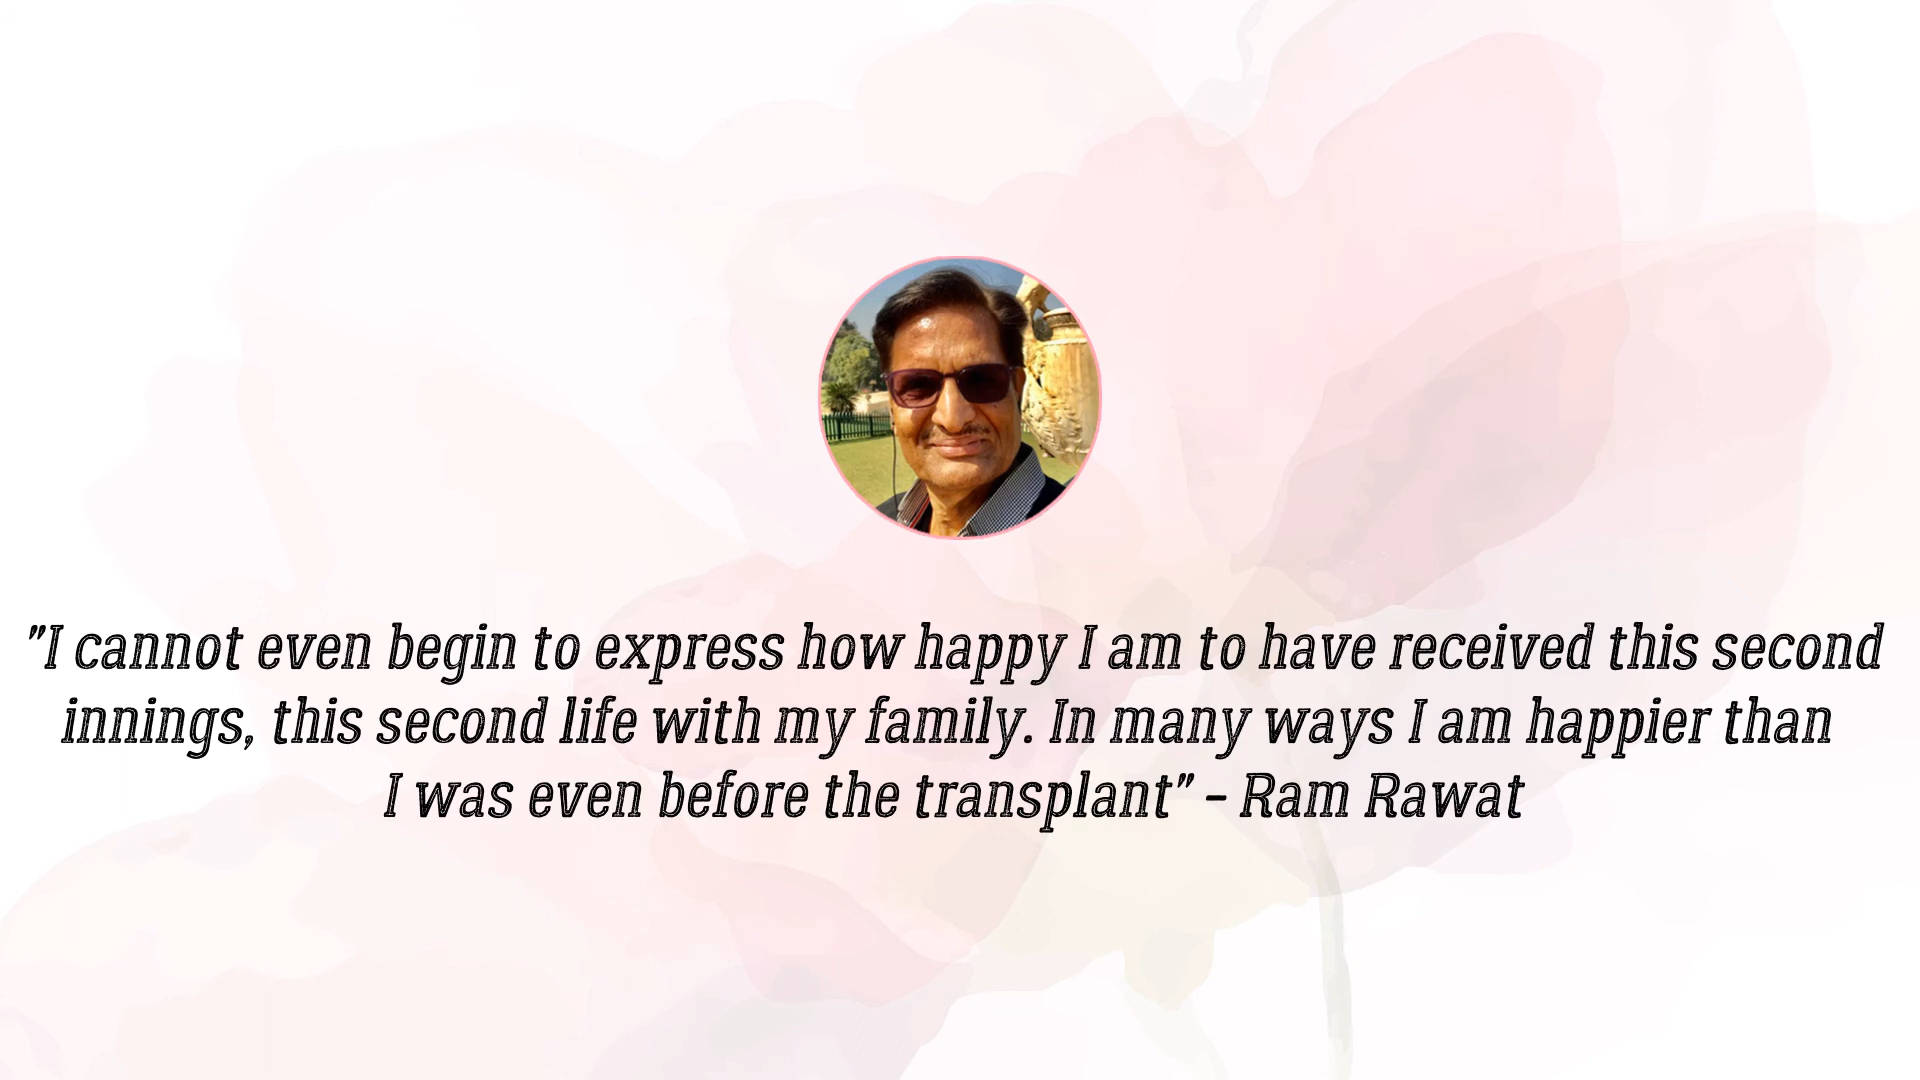 "I cannot even begin to express how happy I am to have received this second
innings, this second life with my family. In many ways I am happier than
I was even before the transplant" - Ram Rawat